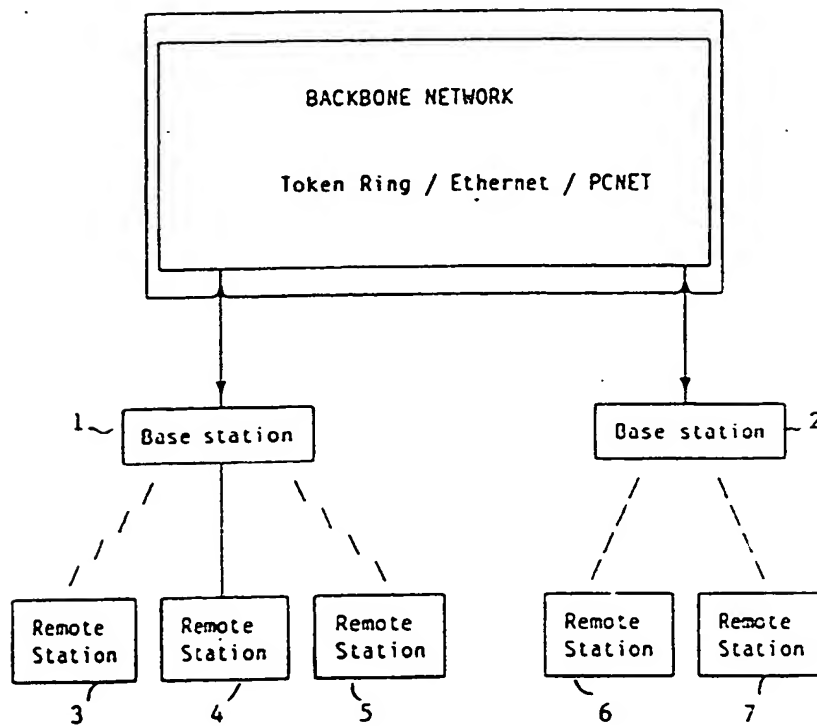 BACKBONE NETWORK
Token Ring / Ethernet / PCNET
1
Base station
Base station
2
Remote
Station
Remote
Station
Remote
Station
Remote
Station
Remote
Station
3
4
5
6
7